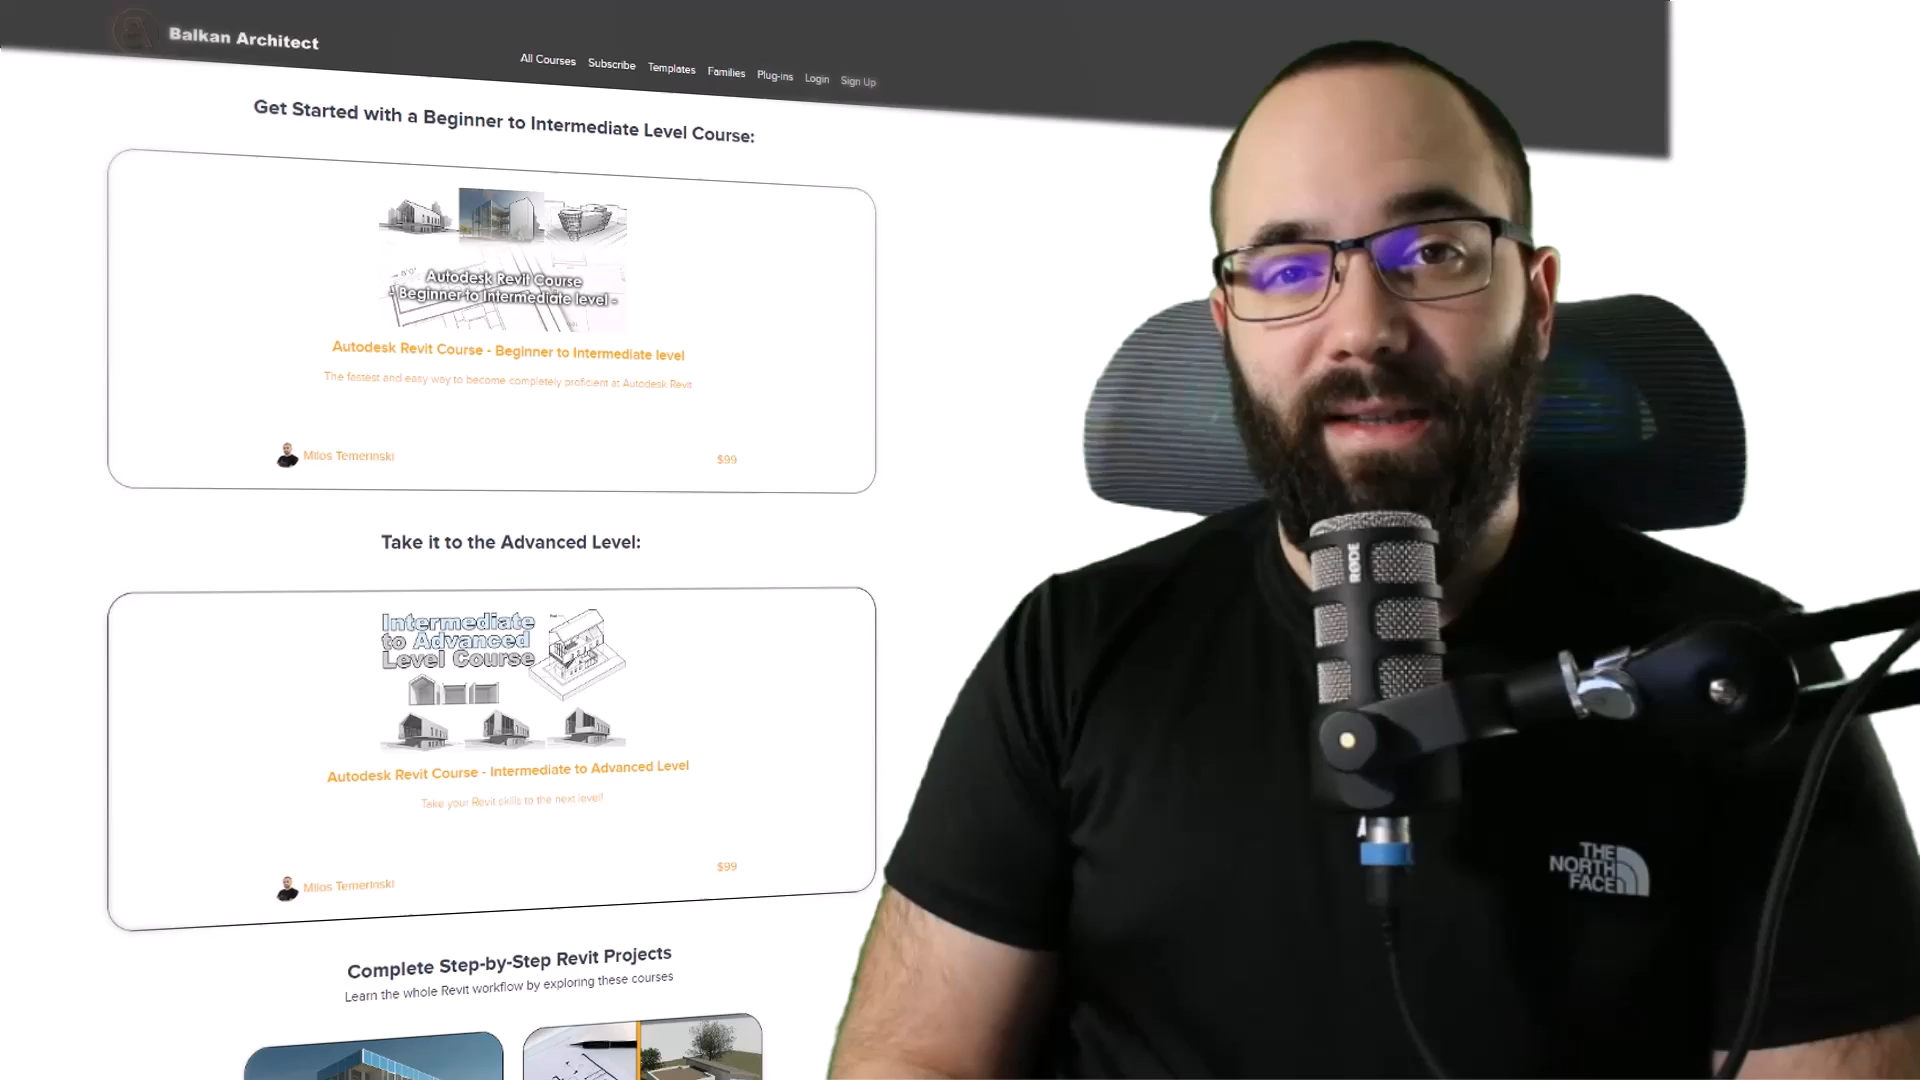 Balkan Architect
All Courses Subscribe Templates Families Plug-ins Login Sign Up
Get Started with a Beginner to Intermediate Level Course:
Autodesk Revit Course
- Beginner to Intermediate level -
Autodesk Revit Course - Beginner to Intermediate level
The fastest and easy way to become completely proficient at Autodesk Revit
Milos Temerinski
$99
Take it to the Advanced Level:
Intermediate
to Advanced
Level Course
Autodesk Revit Course - Intermediate to Advanced Level
Take your Revit skills to the next level!
Milos Temerinski
$99
Complete Step-by-Step Revit Projects
Learn the whole Revit workflow by exploring these courses
RØDE
THE
NORTH
FACE